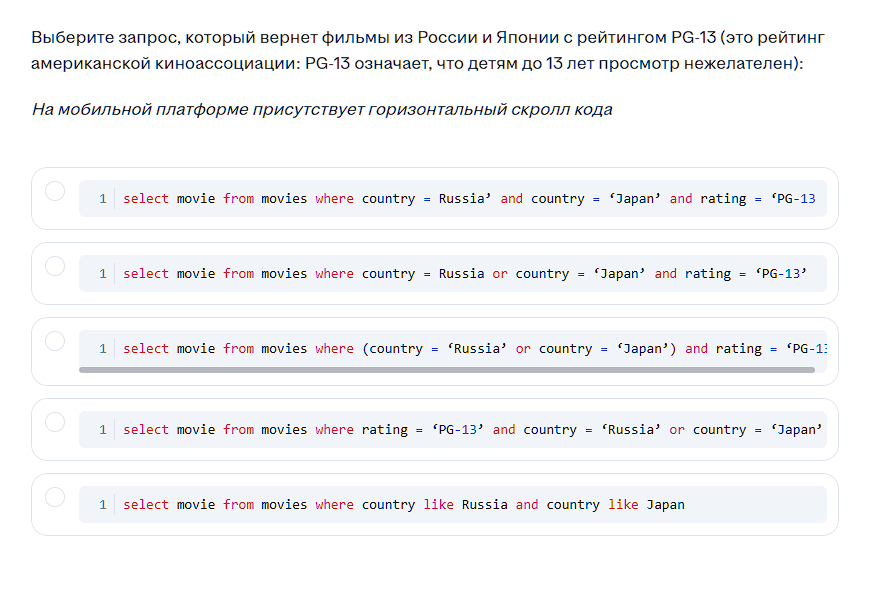 Выберите запрос, который вернет фильмы из России и Японии с рейтингом PG-13 (это рейтинг
американской киноассоциации: PG-13 означает, что детям до 13 лет просмотр нежелателен):
На мобильной платформе присутствует горизонтальный скролл кода
1 select movie from movies where country = Russia’ and country = ‘Japan’ and rating = ‘PG-13
1 select movie from movies where country = Russia or country = ‘Japan’ and rating = ‘PG-13’
1 select movie from movies where (country = ‘Russia’ or country = ‘Japan’) and rating = ‘PG-13
1 select movie from movies where rating = ‘PG-13’ and country = ‘Russia’ or country = ‘Japan’
1 select movie from movies where country like Russia and country like Japan